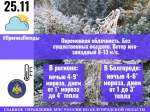 25.11
#ПрогнозПогоды
Переменная облачность. Без
существенных осадков. Ветер юго-
западный 8-13 м/с.
В регионе:
ночью 4-9°
мороза, днем
от 1° мороза
до 4° тепла
В Белгороде:
ночью 4-6°
мороза, днем
от 1 до 3°
тепла
ГЛАВНОЕ УПРАВЛЕНИЕ МЧС РОССИИ ПО БЕЛГОРОДСКОЙ ОБЛАСТИ